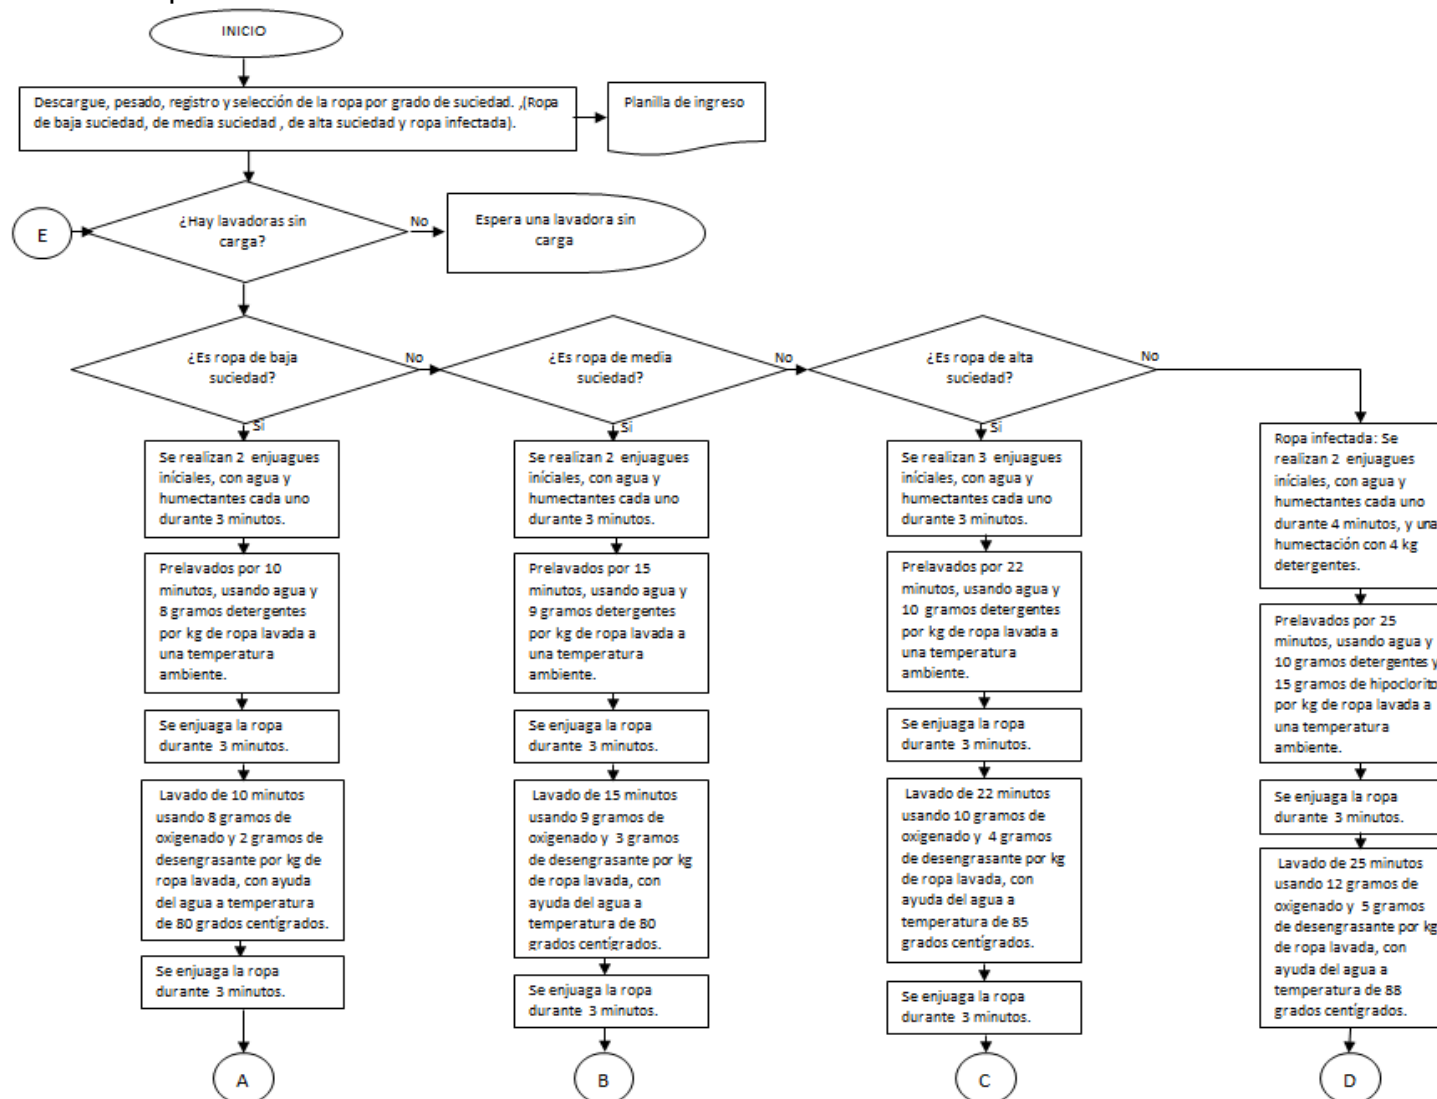 INICIO
Descargue, pesado, registro y selección de la ropa por grado de suciedad. ,(Ropa
de baja suciedad, de media suciedad , de alta suciedad y ropa infectada).
Planilla de ingreso
E
¿Hay lavadoras sin
carga?
No
Espera una lavadora sin
carga
¿Es ropa de baja
suciedad?
No
¿Es ropa de media
suciedad?
No
¿Es ropa de alta
suciedad?
No
Si
Si
Si
Se realizan 2 enjuagues
iníciales, con agua y
humectantes cada uno
durante 3 minutos.
Prelavados por 10
minutos, usando agua y
8 gramos detergentes
por kg de ropa lavada a
una temperatura
ambiente.
Se enjuaga la ropa
durante 3 minutos.
Lavado de 10 minutos
usando 8 gramos de
oxigenado y 2 gramos de
desengrasante por kg de
ropa lavada, con ayuda
del agua a temperatura
de 80 grados centígrados.
Se enjuaga la ropa
durante 3 minutos.
A
Se realizan 2 enjuagues
iníciales, con agua y
humectantes cada uno
durante 3 minutos.
Prelavados por 15
minutos, usando agua y
9 gramos detergentes
por kg de ropa lavada a
una temperatura
ambiente.
Se enjuaga la ropa
durante 3 minutos.
Lavado de 15 minutos
usando 9 gramos de
oxigenado y 3 gramos
de desengrasante por kg
de ropa lavada, con
ayuda del agua a
temperatura de 80
grados centígrados.
Se enjuaga la ropa
durante 3 minutos.
B
Se realizan 3 enjuagues
iníciales, con agua y
humectantes cada uno
durante 3 minutos.
Prelavados por 22
minutos, usando agua y
10 gramos detergentes
por kg de ropa lavada a
una temperatura
ambiente.
Se enjuaga la ropa
durante 3 minutos.
Lavado de 22 minutos
usando 10 gramos de
oxigenado y 4 gramos
de desengrasante por kg
de ropa lavada, con
ayuda del agua a
temperatura de 85
grados centígrados.
Se enjuaga la ropa
durante 3 minutos.
C
Ropa infectada: Se
realizan 2 enjuagues
iníciales, con agua y
humectantes cada uno
durante 4 minutos, y una
humectación con 4 kg
detergentes.
Prelavados por 25
minutos, usando agua y
10 gramos detergentes y
15 gramos de hipoclorito
por kg de ropa lavada a
una temperatura
ambiente.
Se enjuaga la ropa
durante 3 minutos.
Lavado de 25 minutos
usando 12 gramos de
oxigenado y 5 gramos
de desengrasante por kg
de ropa lavada, con
ayuda del agua a
temperatura de 88
grados centígrados.
D